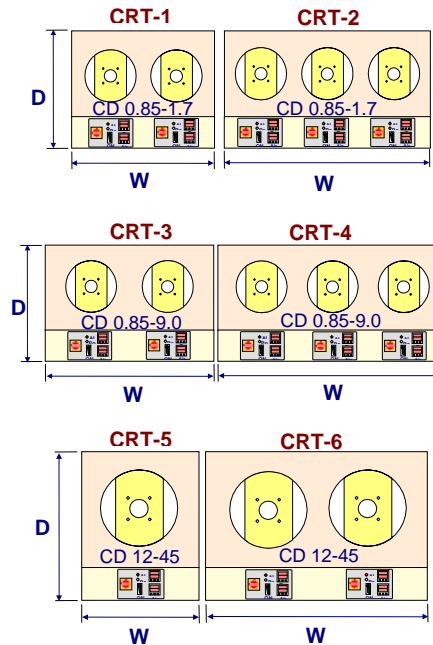 CRT-1 CRT-2
D
CD 0.85-1.7 CD 0.85-1.7
W W
CRT-3 CRT-4
D
CD 0.85-9.0 CD 0.85-9.0
W W
CRT-5 CRT-6
D
CD 12-45 CD 12-45
W W